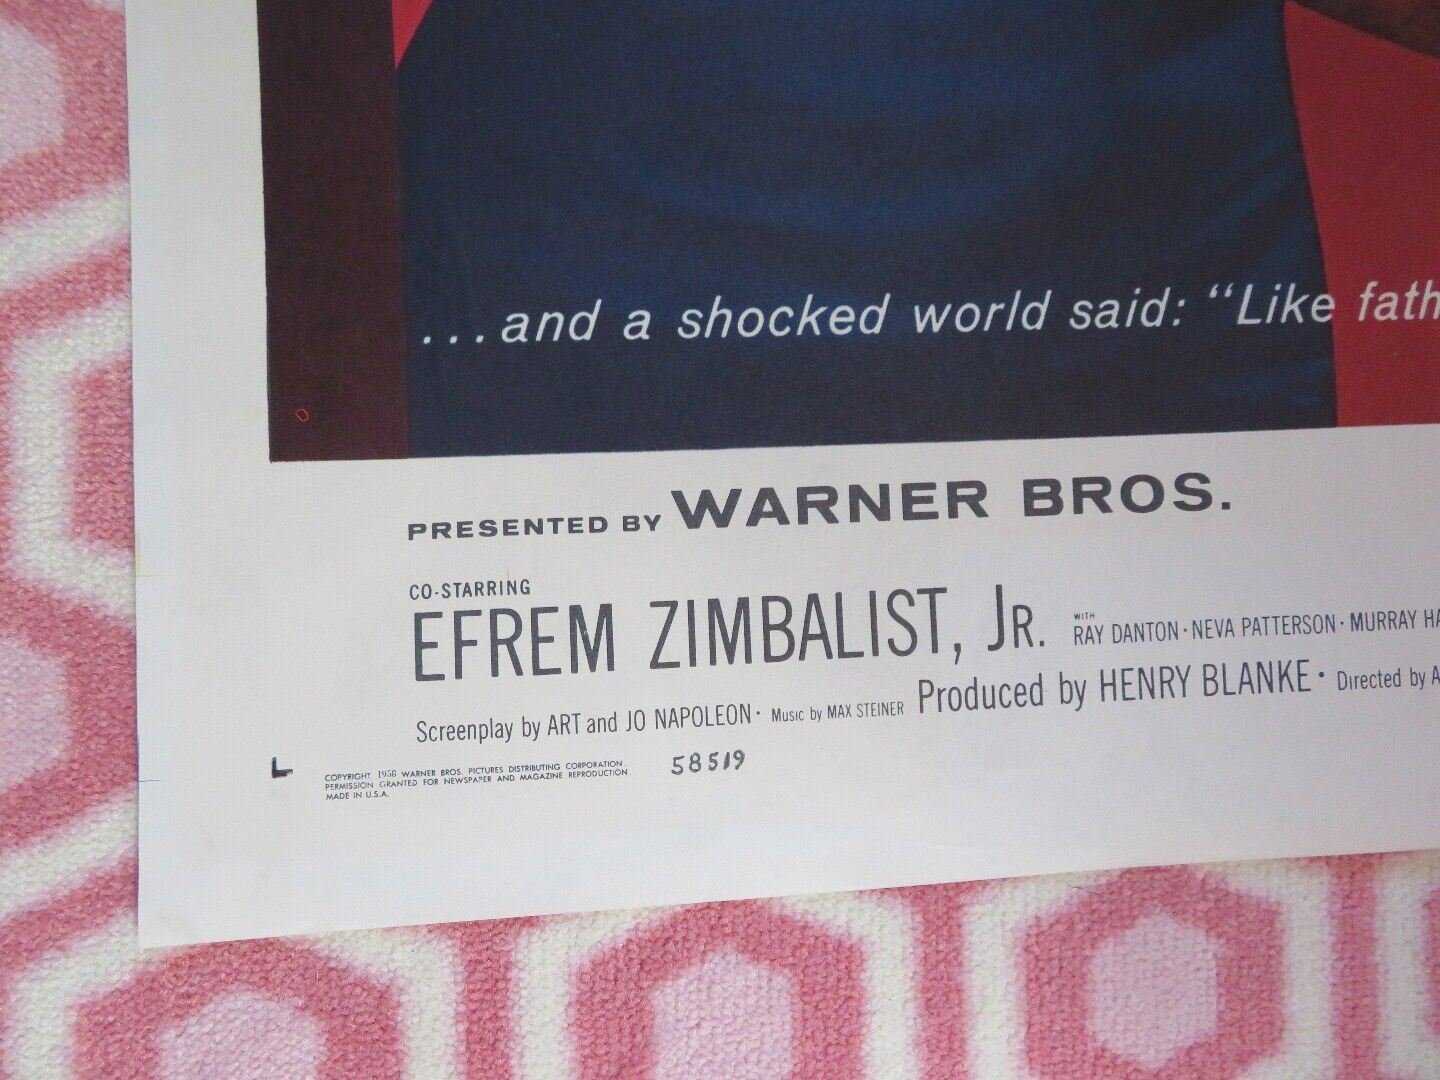 ...and a shocked world said: "Like fath
PRESENTED BY WARNER BROS.
CO-STARRING
EFREM ZIMBALIST, JR. WITH RAY DANTON · NEVA PATTERSON · MURRAY HA
Screenplay by ART and JO NAPOLEON · Music by MAX STEINER Produced by HENRY BLANKE · Directed by A
COPYRIGHT 1958 WARNER BROS. PICTURES DISTRIBUTING CORPORATION.
PERMISSION GRANTED FOR NEWSPAPER AND MAGAZINE REPRODUCTION
MADE IN U.S.A.
58519